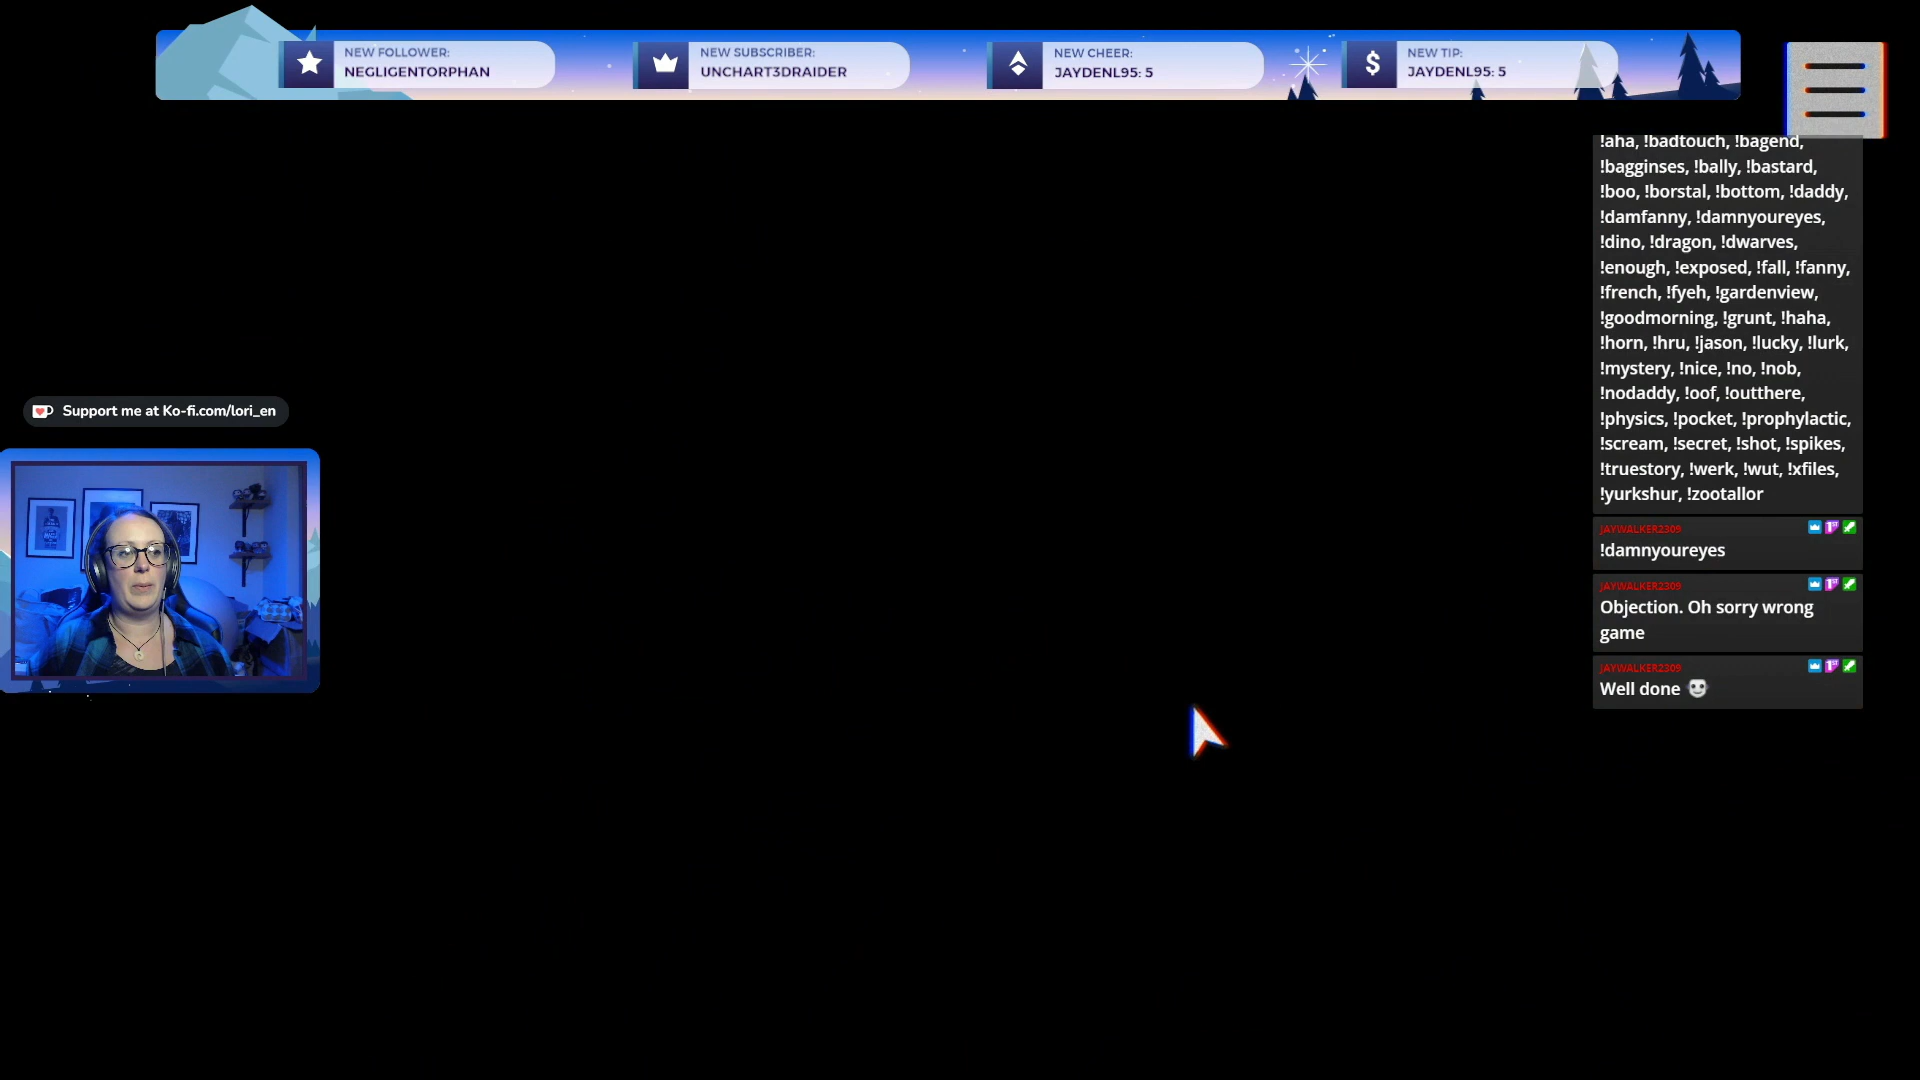 NEW FOLLOWER:
NEGLIGENTORPHAN
NEW SUBSCRIBER:
UNCHART3DRAIDER
NEW CHEER:
JAYDENL95: 5
NEW TIP:
JAYDENL95: 5
!aha, !badtouch, !bagend,
!bagginses, !bally, !bastard,
!boo, !borstal, !bottom, !daddy,
!damfanny, !damnyoureyes,
!dino, !dragon, !dwarves,
!enough, !exposed, !fall, !fanny,
!french, !fyeh, !gardenview,
!goodmorning, !grunt, !haha,
!horn, !hru, !jason, !lucky, !lurk,
!mystery, !nice, !no, !nob,
!nodaddy, !oof, !outthere,
!physics, !pocket, !prophylactic,
!scream, !secret, !shot, !spikes,
!truestory, !werk, !wut, !xfiles,
!yurkshur, !zootallor
JAYWALKER2309
!damnyoureyes
JAYWALKER2309
Objection. Oh sorry wrong
game
JAYWALKER2309
Well done
Support me at Ko-fi.com/lori_en